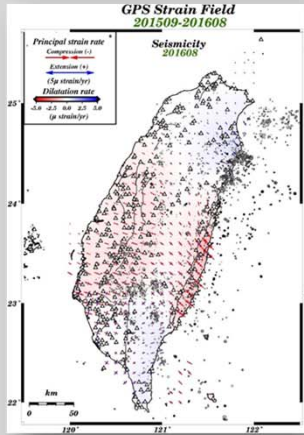 GPS Strain Field
201509-201608
Principal strain rate
Compression (-)
Extension (+)
(5μ strain/yr)
Dilatation rate
-5.0 -2.5 0.0 2.5 5.0
(μ strain/yr)
Seismicity
201608
25°
24°
23°
22°
km
0 50
120° 121° 122°